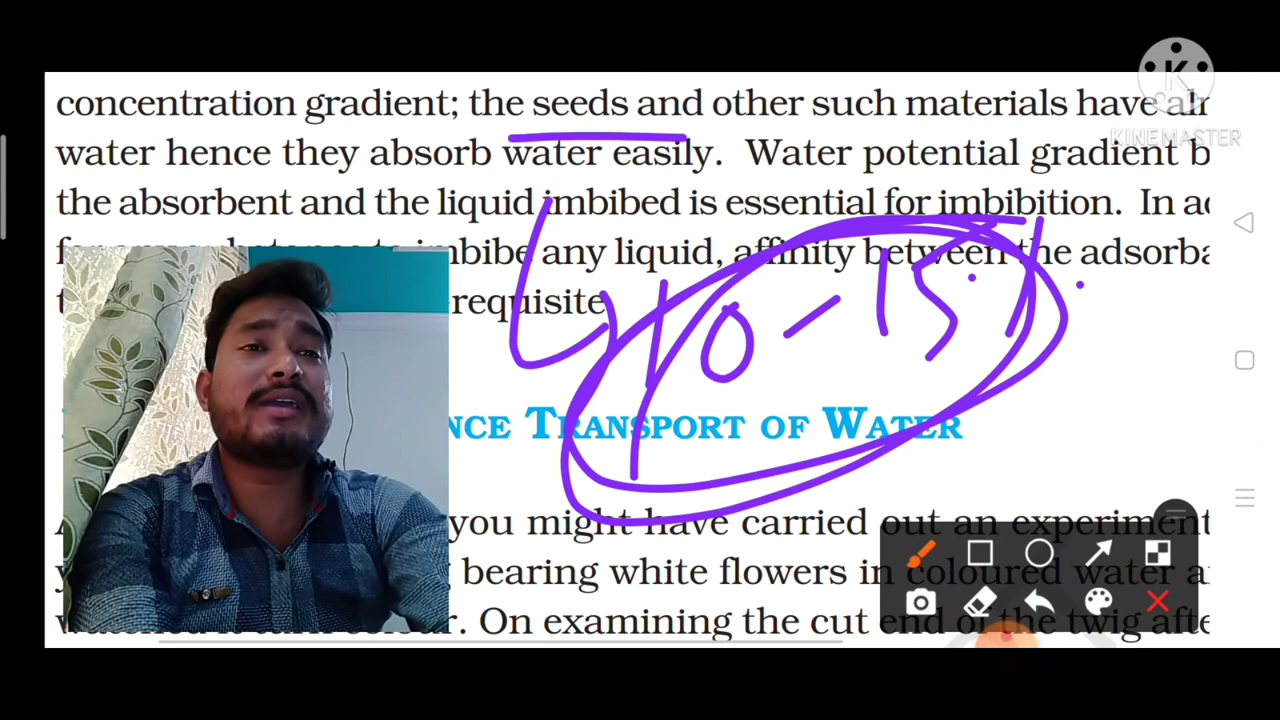 concentration gradient; the seeds and other such materials have
KINEMASTER
water hence they absorb water easily. Water potential gradient
the absorbent and the liquid imbibed is essential for imbibition. In
any liquid, affinity between the
requisite
10-15%
Transport of Water
you might have carried out an experiment
bearing white flowers in coloured water
On examining the cut end of the twig